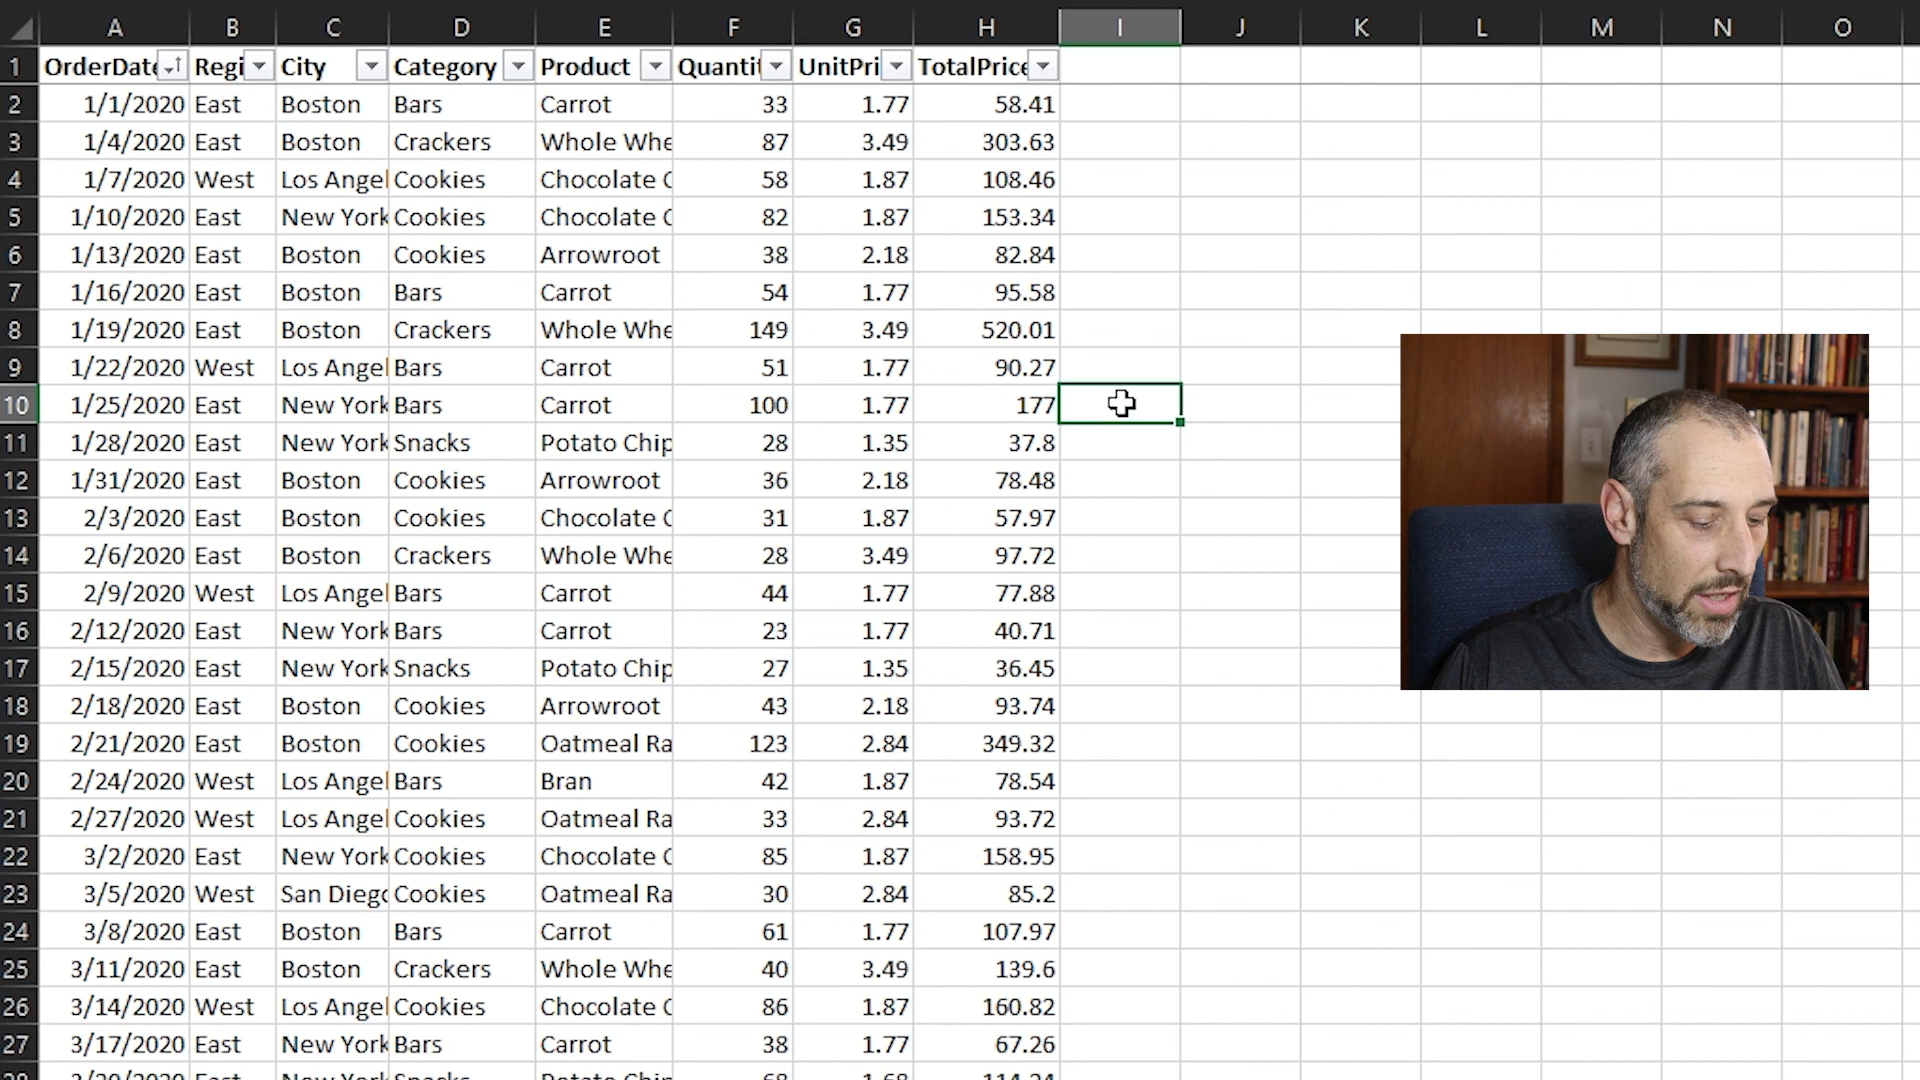 A B C D E F G H I J K L M N O
1 OrderDate Regi City Category Product Quantit UnitPri TotalPrice
2 1/1/2020 East Boston Bars Carrot 33 1.77 58.41
3 1/4/2020 East Boston Crackers Whole Whe 87 3.49 303.63
4 1/7/2020 West Los Angel Cookies Chocolate C 58 1.87 108.46
5 1/10/2020 East New York Cookies Chocolate C 82 1.87 153.34
6 1/13/2020 East Boston Cookies Arrowroot 38 2.18 82.84
7 1/16/2020 East Boston Bars Carrot 54 1.77 95.58
8 1/19/2020 East Boston Crackers Whole Whe 149 3.49 520.01
9 1/22/2020 West Los Angel Bars Carrot 51 1.77 90.27
10 1/25/2020 East New York Bars Carrot 100 1.77 177
11 1/28/2020 East New York Snacks Potato Chip 28 1.35 37.8
12 1/31/2020 East Boston Cookies Arrowroot 36 2.18 78.48
13 2/3/2020 East Boston Cookies Chocolate C 31 1.87 57.97
14 2/6/2020 East Boston Crackers Whole Whe 28 3.49 97.72
15 2/9/2020 West Los Angel Bars Carrot 44 1.77 77.88
16 2/12/2020 East New York Bars Carrot 23 1.77 40.71
17 2/15/2020 East New York Snacks Potato Chip 27 1.35 36.45
18 2/18/2020 East Boston Cookies Arrowroot 43 2.18 93.74
19 2/21/2020 East Boston Cookies Oatmeal Ra 123 2.84 349.32
20 2/24/2020 West Los Angel Bars Bran 42 1.87 78.54
21 2/27/2020 West Los Angel Cookies Oatmeal Ra 33 2.84 93.72
22 3/2/2020 East New York Cookies Chocolate C 85 1.87 158.95
23 3/5/2020 West San Diego Cookies Oatmeal Ra 30 2.84 85.2
24 3/8/2020 East Boston Bars Carrot 61 1.77 107.97
25 3/11/2020 East Boston Crackers Whole Whe 40 3.49 139.6
26 3/14/2020 West Los Angel Cookies Chocolate C 86 1.87 160.82
27 3/17/2020 East New York Bars Carrot 38 1.77 67.26